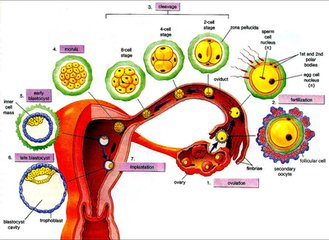 3. cleavage
4-cell
stage
2-cell
stage
zona pellucida
sperm
cell
nucleus
(n)
8-cell
stage
4. morula
1st and 2nd
polar
bodies
egg cell
nucleus
(n)
oviduct
5. early
blastocyst
inner
cell
mass
2. fertilization
follicular cell
6. late blastocyst
7.
implantation
fimbriae
secondary
oocyte
ovary
1. ovulation
blastocyst
cavity
trophoblast